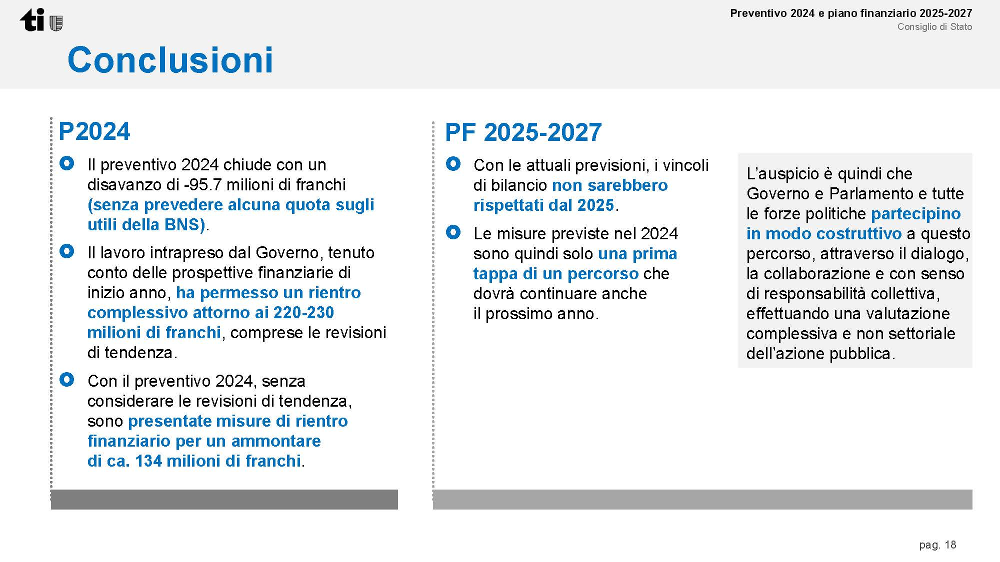 ti
Preventivo 2024 e piano finanziario 2025-2027
Consiglio di Stato
Conclusioni
P2024
Il preventivo 2024 chiude con un
disavanzo di -95.7 milioni di franchi
(senza prevedere alcuna quota sugli
utili della BNS).
Il lavoro intrapreso dal Governo, tenuto
conto delle prospettive finanziarie di
inizio anno, ha permesso un rientro
complessivo attorno ai 220-230
milioni di franchi, comprese le revisioni
di tendenza.
Con il preventivo 2024, senza
considerare le revisioni di tendenza,
sono presentate misure di rientro
finanziario per un ammontare
di ca. 134 milioni di franchi.
PF 2025-2027
Con le attuali previsioni, i vincoli
di bilancio non sarebbero
rispettati dal 2025.
Le misure previste nel 2024
sono quindi solo una prima
tappa di un percorso che
dovrà continuare anche
il prossimo anno.
L’auspicio è quindi che
Governo e Parlamento e tutte
le forze politiche partecipino
in modo costruttivo a questo
percorso, attraverso il dialogo,
la collaborazione e con senso
di responsabilità collettiva,
effettuando una valutazione
complessiva e non settoriale
dell’azione pubblica.
pag. 18